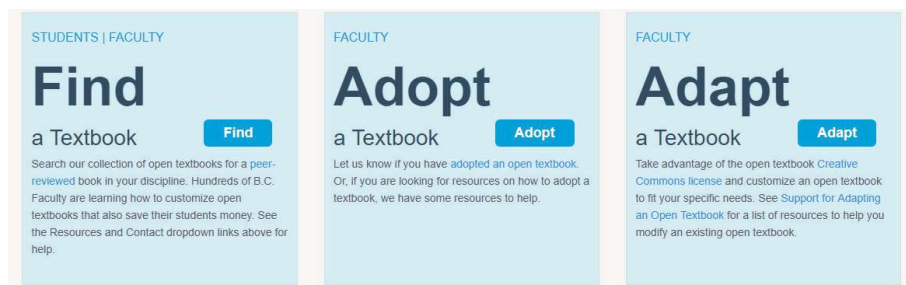 STUDENTS | FACULTY
Find
a Textbook
Find
Search our collection of open textbooks for a peer-
reviewed book in your discipline. Hundreds of B.C.
Faculty are learning how to customize open
textbooks that also save their students money. See
the Resources and Contact dropdown links above for
help.
FACULTY
Adopt
a Textbook
Adopt
Let us know if you have adopted an open textbook.
Or, if you are looking for resources on how to adopt a
textbook, we have some resources to help.
FACULTY
Adapt
a Textbook
Adapt
Take advantage of the open textbook Creative
Commons license and customize an open textbook
to fit your specific needs. See Support for Adapting
an Open Textbook for a list of resources to help you
modify an existing open textbook.